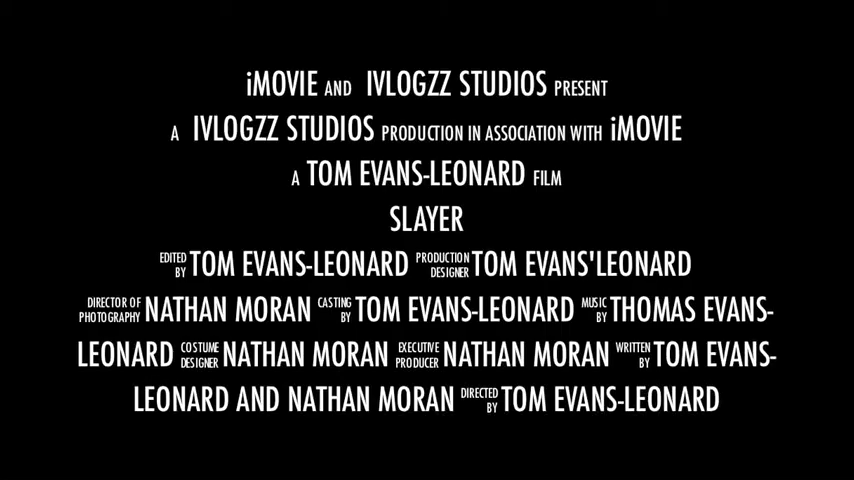 iMOVIE AND IVLOGZZ STUDIOS PRESENT
A IVLOGZZ STUDIOS PRODUCTION IN ASSOCIATION WITH iMOVIE
A TOM EVANS-LEONARD FILM
SLAYER
EDITED BY TOM EVANS-LEONARD PRODUCTION DESIGNER TOM EVANS'LEONARD
DIRECTOR OF PHOTOGRAPHY NATHAN MORAN CASTING BY TOM EVANS-LEONARD MUSIC BY THOMAS EVANS-
LEONARD COSTUME DESIGNER NATHAN MORAN EXECUTIVE PRODUCER NATHAN MORAN WRITTEN BY TOM EVANS-
LEONARD AND NATHAN MORAN DIRECTED BY TOM EVANS-LEONARD